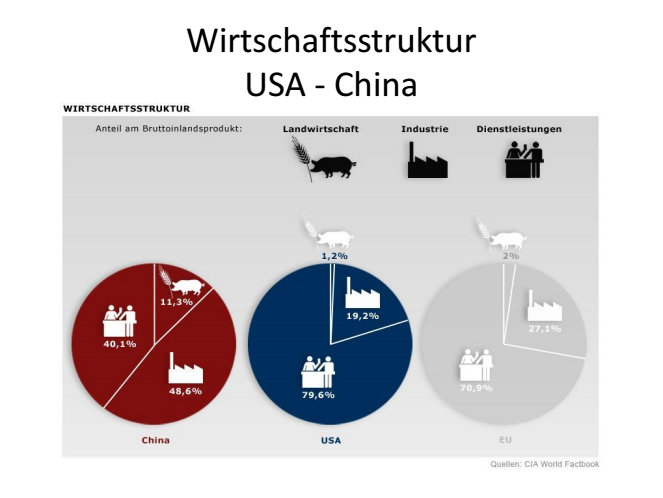 Wirtschaftsstruktur
USA - China
WIRTSCHAFTSSTRUKTUR
Anteil am Bruttoinlandsprodukt: Landwirtschaft Industrie Dienstleistungen
1,2% 2%
11,3% 19,2% 27,1%
40,1% 48,6% 79,6% 70,9%
China USA EU
Quellen: CIA World Factbook